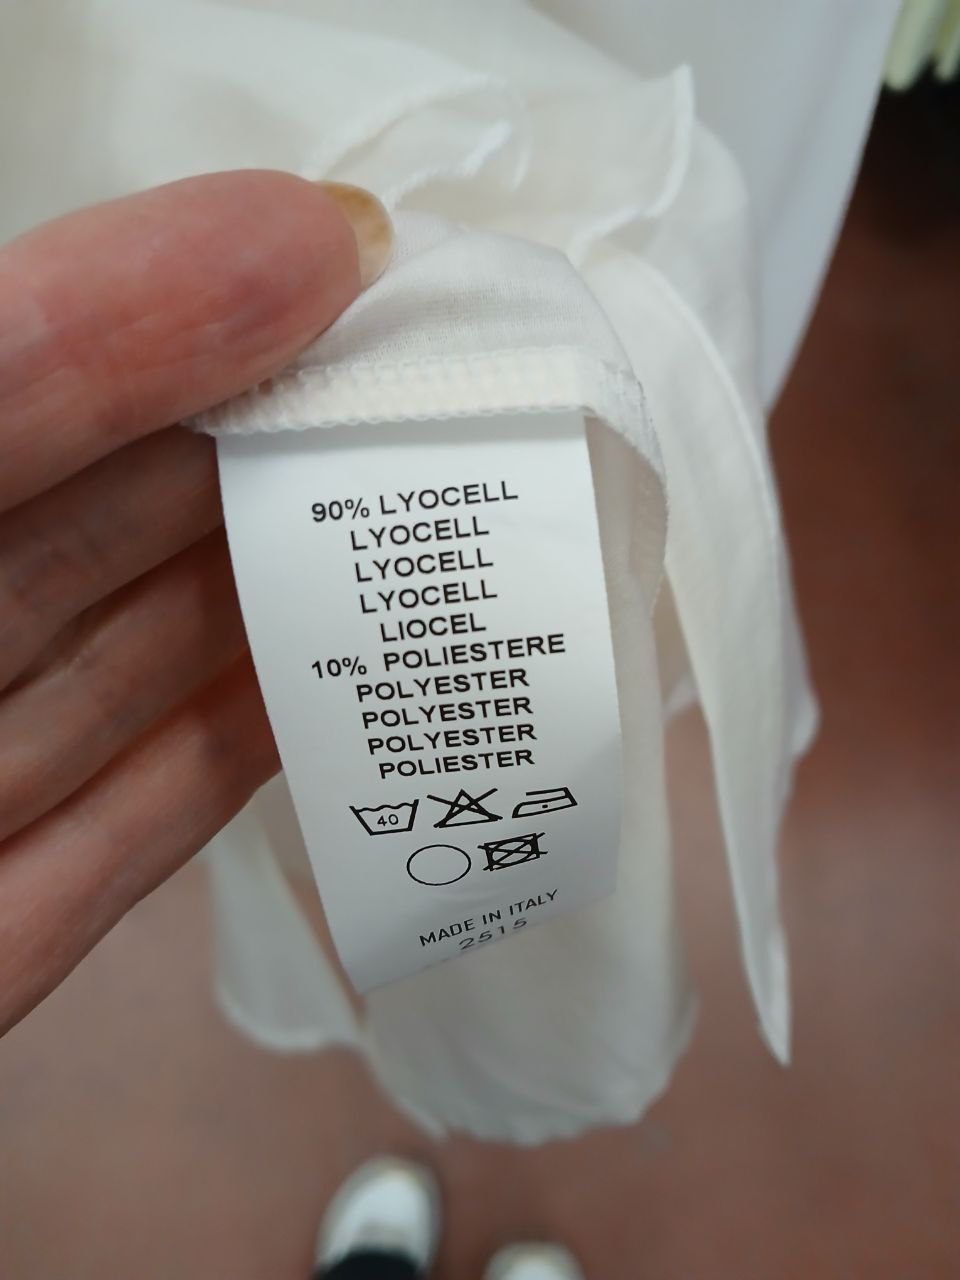 90% LYOCELL
LYOCELL
LYOCELL
LYOCELL
LIOCEL
10% POLIESTERE
POLYESTER
POLYESTER
POLYESTER
POLIESTER
40
MADE IN ITALY
2515